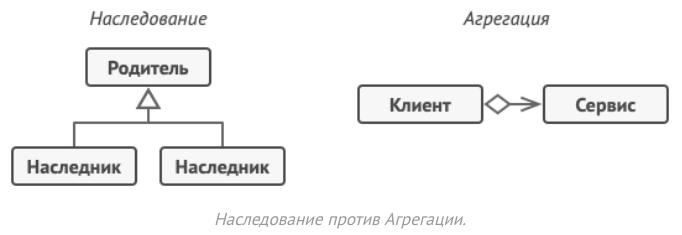 Наследование
Агрегация
Родитель
Клиент
Сервис
Наследник
Наследник
Наследование против Агрегации.